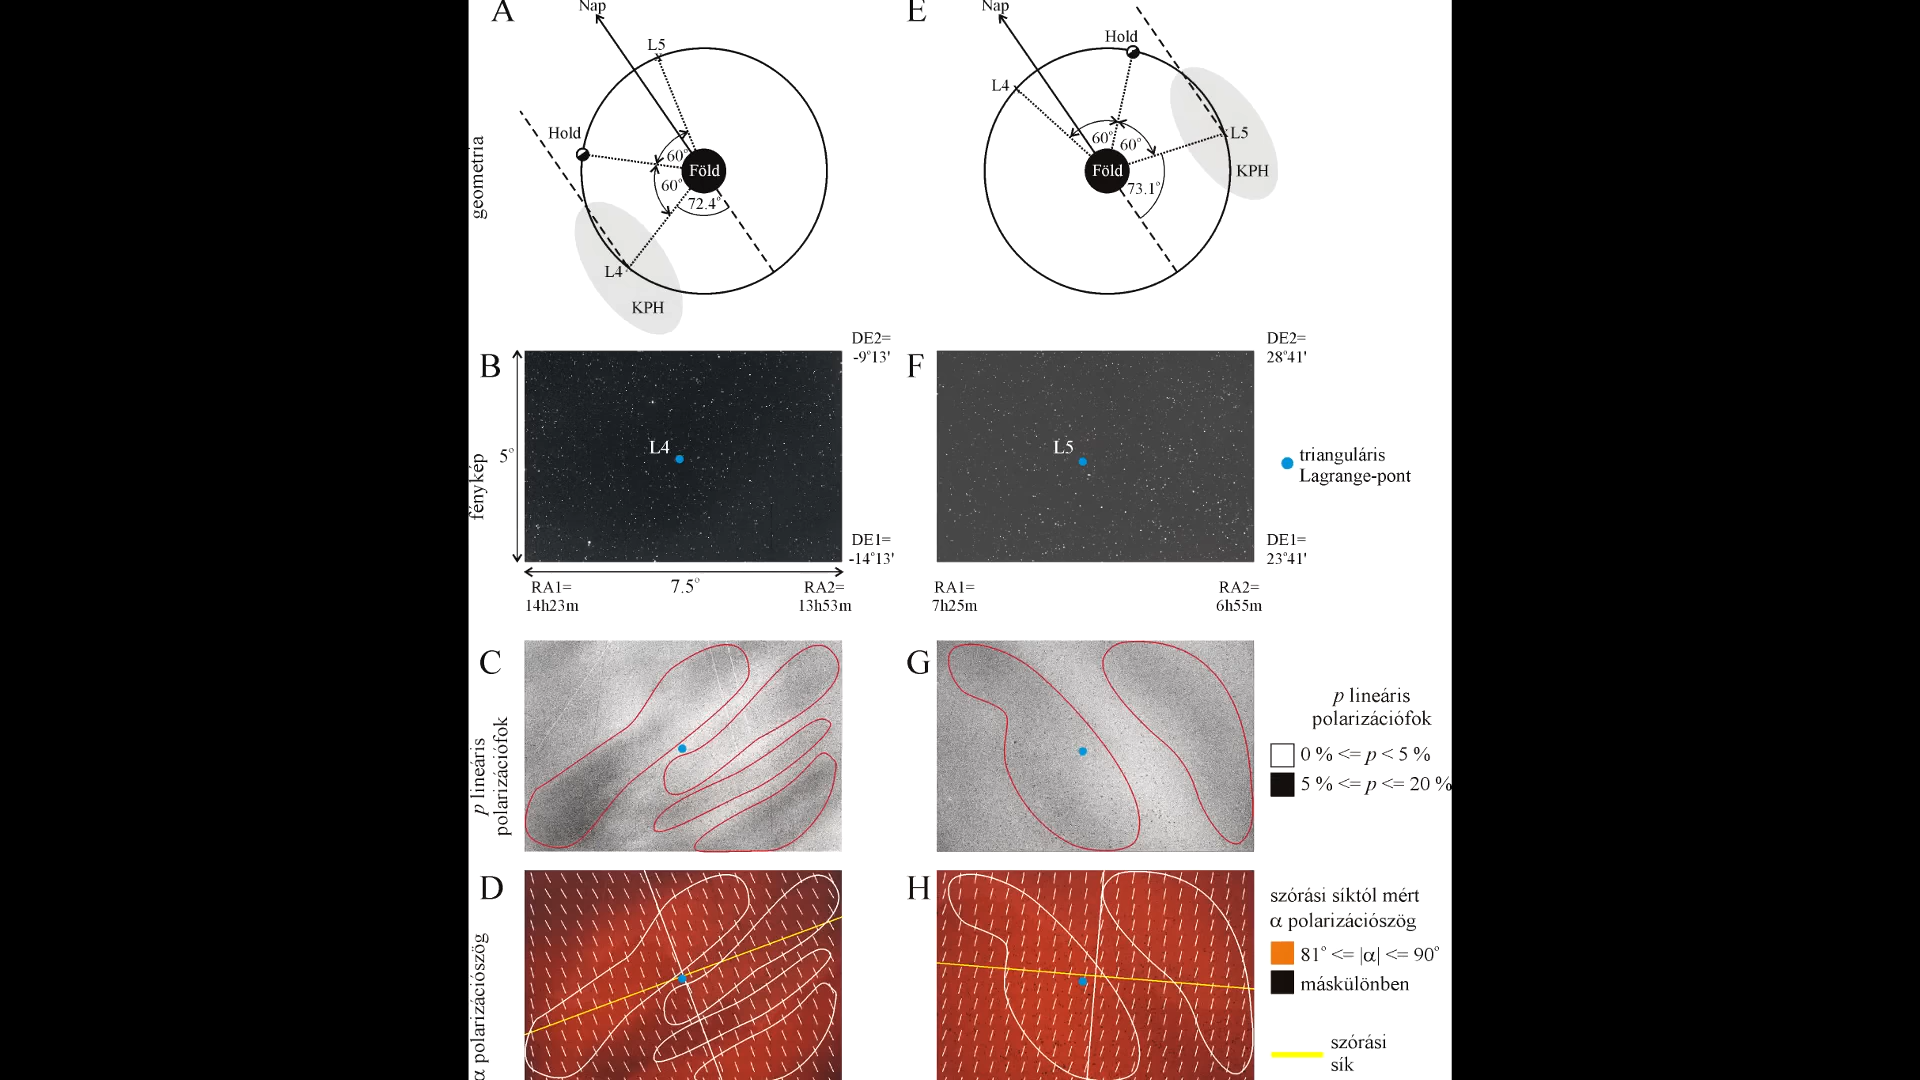 A
Nap
L5
Hold
60°
60°
Föld
72.4°
L4
KPH
geometria
E
Nap
Hold
L4
60°
60°
L5
Föld
73.1°
KPH
B
fénykép
5°
L4
DE2=
-9°13'
DE1=
-14°13'
RA1=
14h23m
7.5°
RA2=
13h53m
F
L5
DE2=
28°41'
DE1=
23°41'
RA1=
7h25m
RA2=
6h55m
trianguláris
Lagrange-pont
C
p lineáris
polarizációfok
G
p lineáris
polarizációfok
0 % <= p < 5 %
5 % <= p <= 20 %
D
α polarizációszög
H
szórási síktól mért
α polarizációszög
81° <= |α| <= 90°
máskülönben
szórási
sík